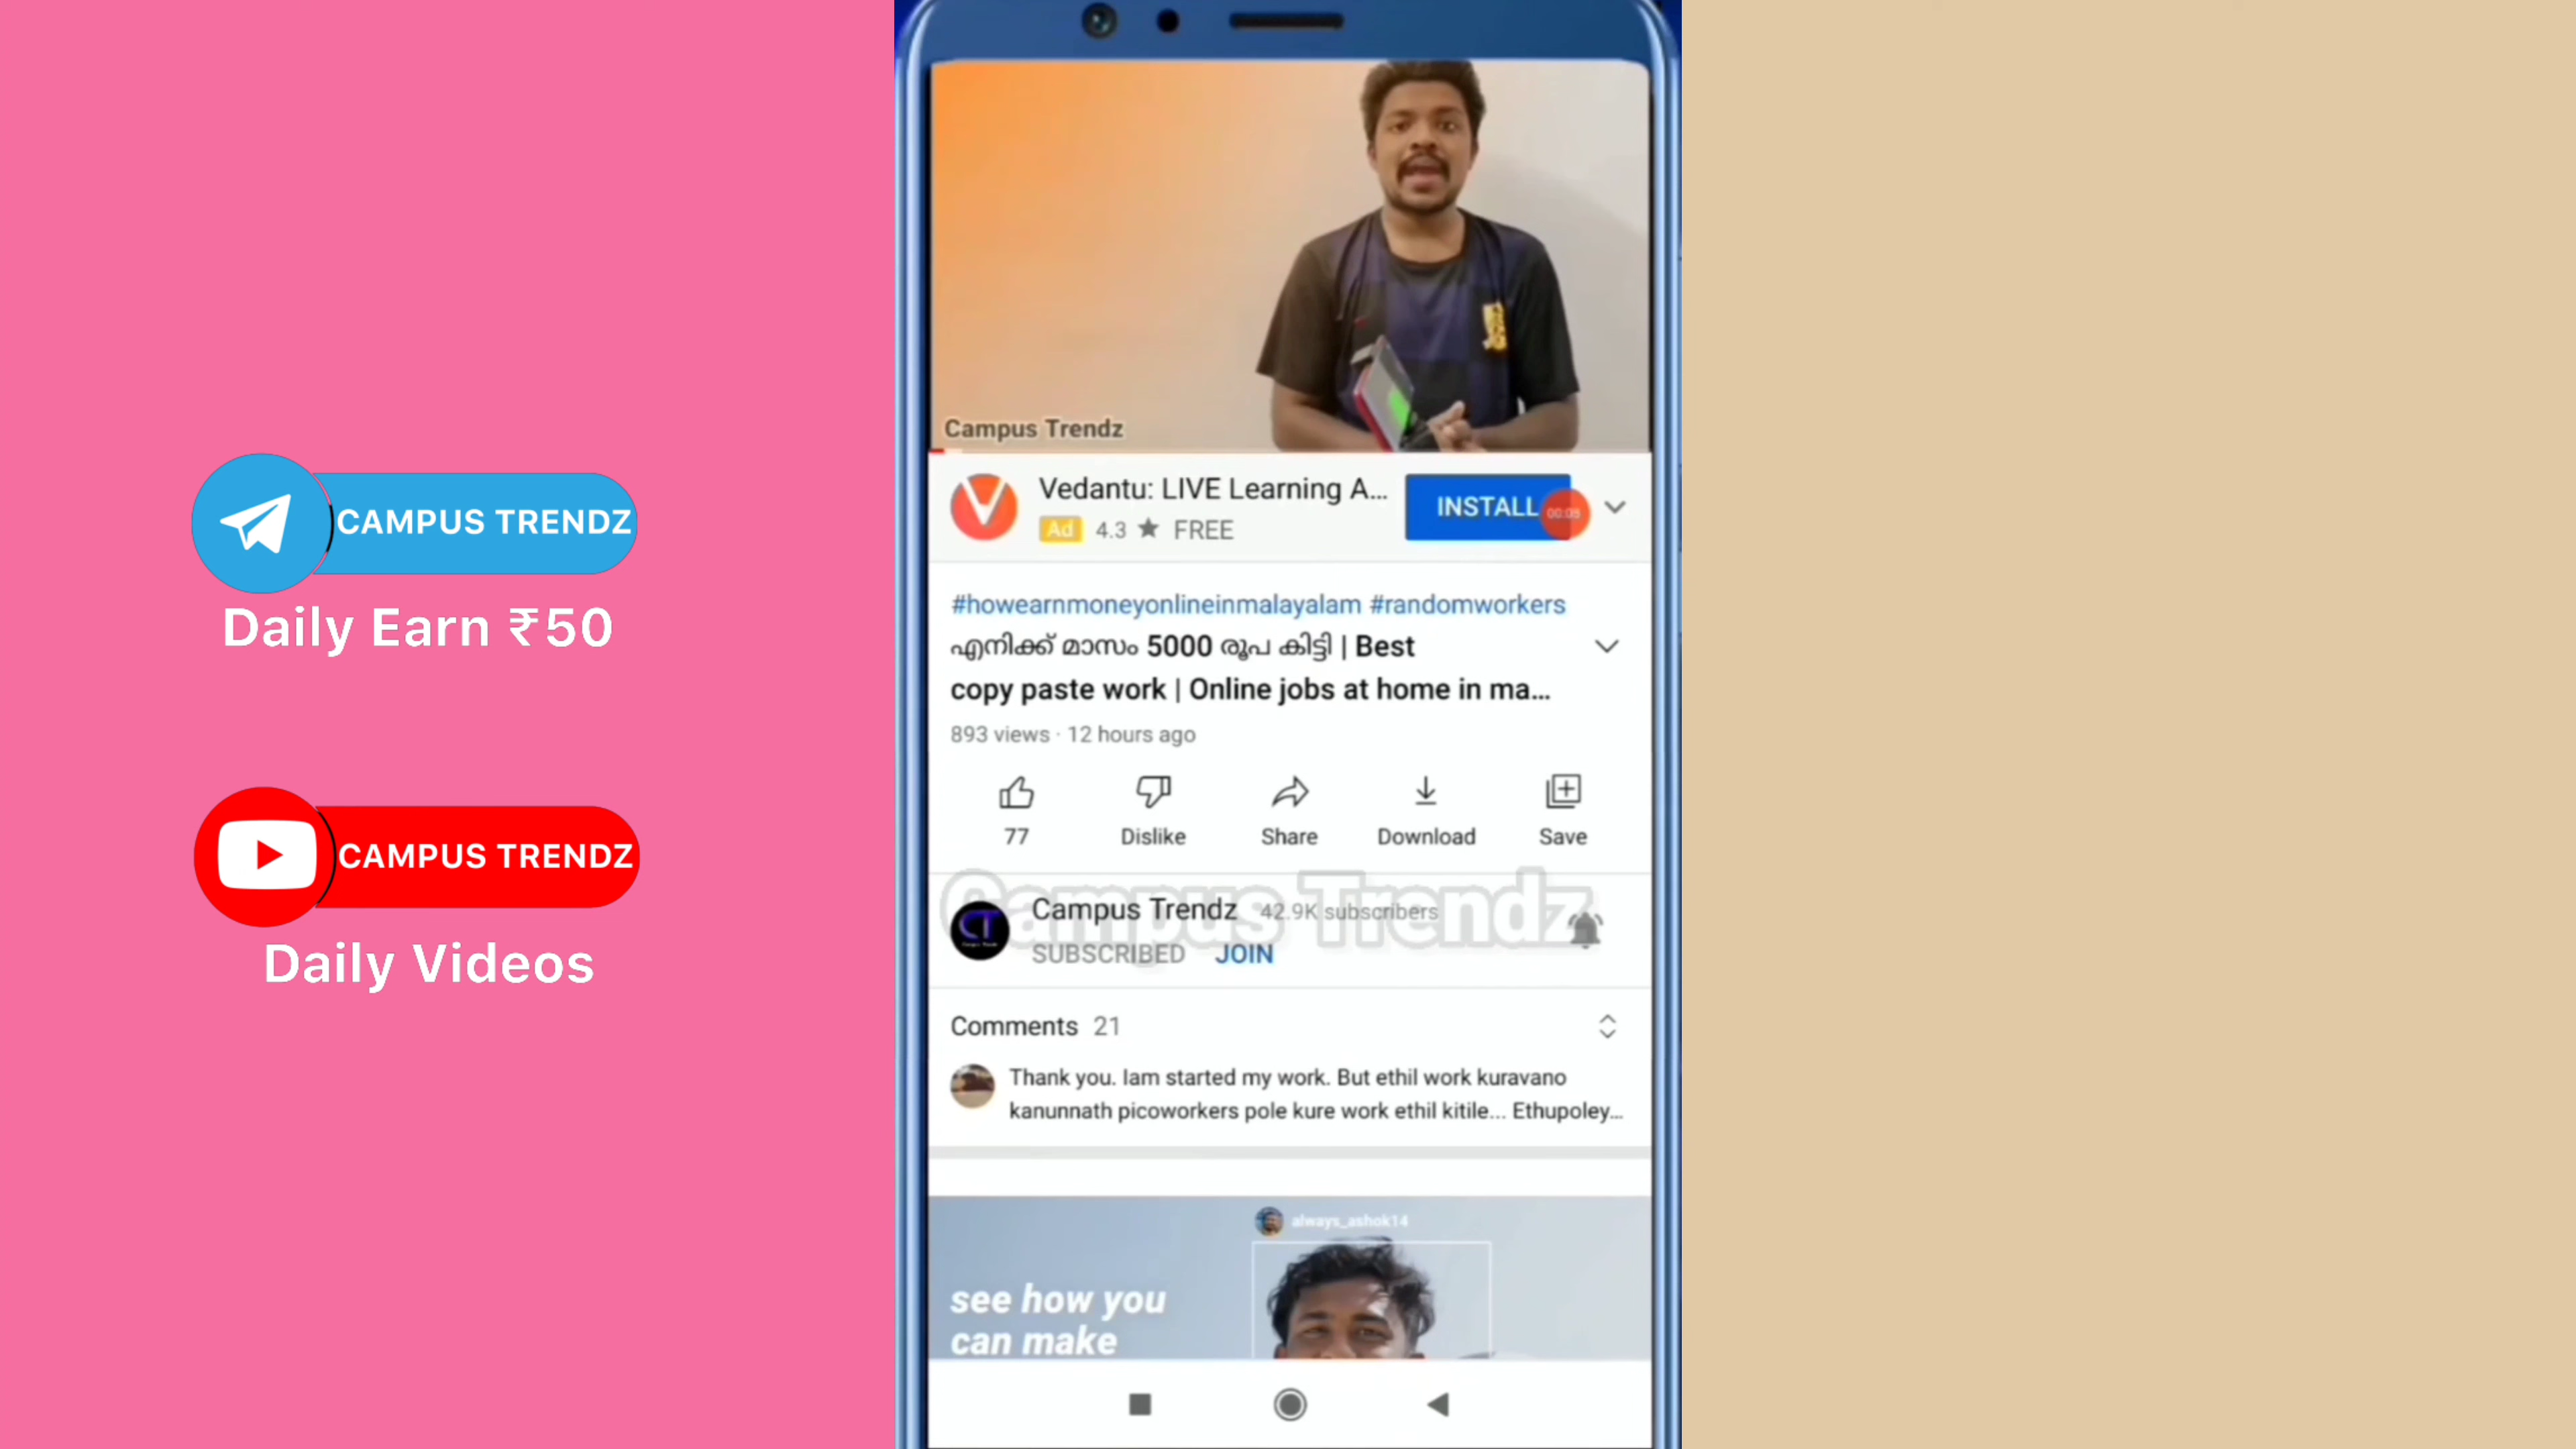 CAMPUS TRENDZ
Daily Earn ₹50
CAMPUS TRENDZ
Daily Videos
Campus Trendz
Vedantu: LIVE Learning A...
INSTALL
00:05
Ad 4.3 ★ FREE
#howearnmoneyonlineinmalayalam #randomworkers
എനിക്ക് മാസം 5000 രൂപ കിട്ടി | Best
copy paste work | Online jobs at home in ma...
893 views · 12 hours ago
77 Dislike Share Download Save
Campus Trendz
Campus Trendz 42.9K subscribers
SUBSCRIBED JOIN
CT
Comments 21
Thank you. Iam started my work. But ethil work kuravano
kanunnath picoworkers pole kure work ethil kitile... Ethupoley...
always_ashok14
see how you
can make